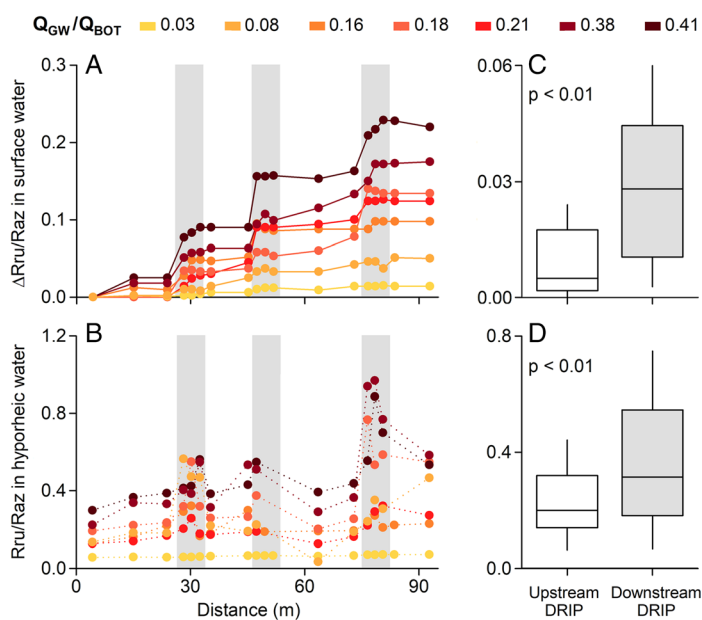 Q_GW/Q_BOT 0.03 0.08 0.16 0.18 0.21 0.38 0.41
A
ΔRru/Raz in surface water
0.3
0.2
0.1
0.0
C
p < 0.01
0.06
0.03
0.00
B
Rru/Raz in hyporheic water
1.2
0.8
0.4
0.0
0 30 60 90
Distance (m)
D
p < 0.01
0.8
0.4
0.0
Upstream Downstream
DRIP DRIP